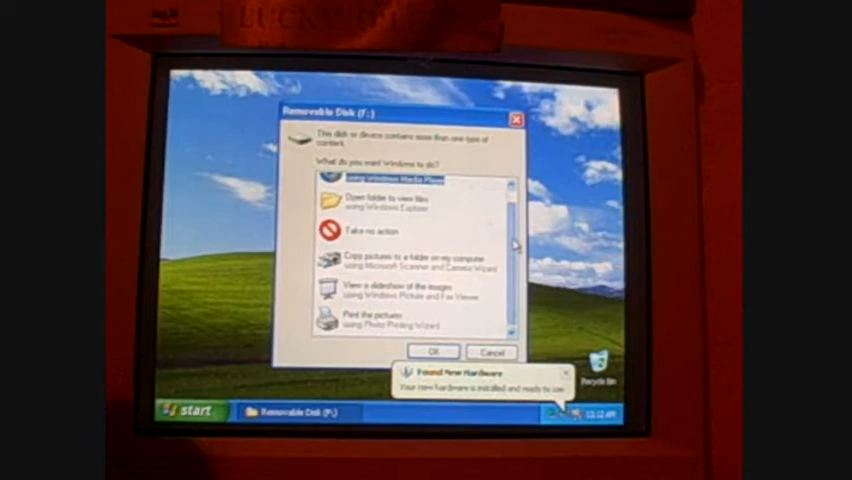 LUCKY
Removable Disk (F:)
This disk or device contains more than one type of
content.
What do you want Windows to do?
using Windows Media Player
Open folder to view files
using Windows Explorer
Take no action
Copy pictures to a folder on my computer
using Microsoft Scanner and Camera Wizard
View a slideshow of the images
using Windows Picture and Fax Viewer
Print the pictures
using Photo Printing Wizard
OK
Cancel
Found New Hardware
Your new hardware is installed and ready to use
Recycle Bin
start
Removable Disk (F:)
12:12 AM